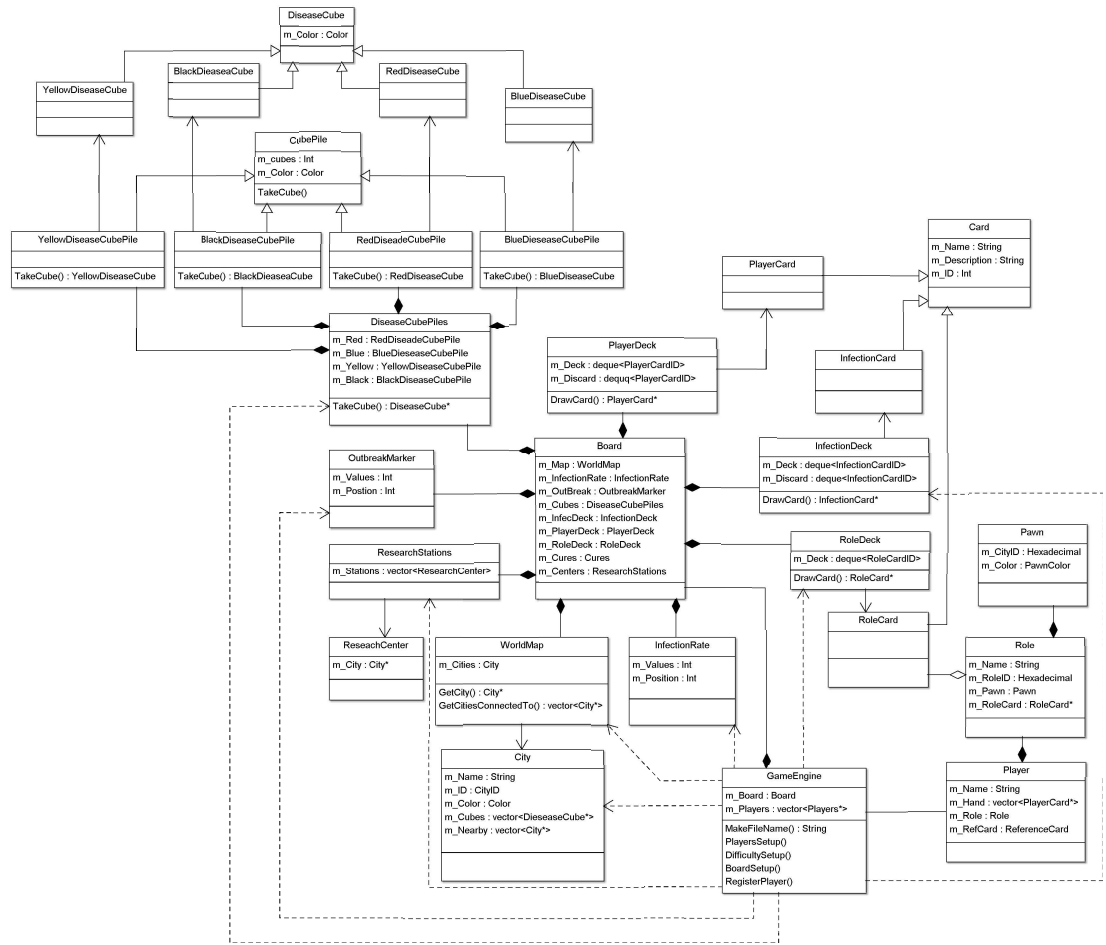 DiseaseCube
m_Color : Color
YellowDiseaseCube
BlackDieaseaCube
RedDiseaseCube
BlueDiseaseCube
CubePile
m_cubes : Int
m_Color : Color
TakeCube()
YellowDiseaseCubePile
TakeCube() : YellowDiseaseCube
BlackDiseaseCubePile
TakeCube() : BlackDieaseaCube
RedDiseadeCubePile
TakeCube() : RedDiseaseCube
BlueDieseaseCubePile
TakeCube() : BlueDiseaseCube
Card
m_Name : String
m_Description : String
m_ID : Int
PlayerCard
DiseaseCubePiles
m_Red : RedDiseadeCubePile
m_Blue : BlueDieseaseCubePile
m_Yellow : YellowDiseaseCubePile
m_Black : BlackDiseaseCubePile
TakeCube() : DiseaseCube*
PlayerDeck
m_Deck : deque<PlayerCardID>
m_Discard : dequq<PlayerCardID>
DrawCard() : PlayerCard*
InfectionCard
OutbreakMarker
m_Values : Int
m_Postion : Int
Board
m_Map : WorldMap
m_InfectionRate : InfectionRate
m_OutBreak : OutbreakMarker
m_Cubes : DiseaseCubePiles
m_InfecDeck : InfectionDeck
m_PlayerDeck : PlayerDeck
m_RoleDeck : RoleDeck
m_Cures : Cures
m_Centers : ResearchStations
InfectionDeck
m_Deck : deque<InfectionCardID>
m_Discard : deque<InfectionCardID>
DrawCard() : InfectionCard*
RoleDeck
m_Deck : deque<RoleCardID>
DrawCard() : RoleCard*
Pawn
m_CityID : Hexadecimal
m_Color : PawnColor
ResearchStations
m_Stations : vector<ResearchCenter>
RoleCard
ReseachCenter
m_City : City*
WorldMap
m_Cities : City
GetCity() : City*
GetCitiesConnectedTo() : vector<City*>
InfectionRate
m_Values : Int
m_Position : Int
Role
m_Name : String
m_RoleID : Hexadecimal
m_Pawn : Pawn
m_RoleCard : RoleCard*
City
m_Name : String
m_ID : CityID
m_Color : Color
m_Cubes : vector<DieseaseCube*>
m_Nearby : vector<City*>
GameEngine
m_Board : Board
m_Players : vector<Players*>
MakeFileName() : String
PlayersSetup()
DifficultySetup()
BoardSetup()
RegisterPlayer()
Player
m_Name : String
m_Hand : vector<PlayerCard*>
m_Role : Role
m_RefCard : ReferenceCard